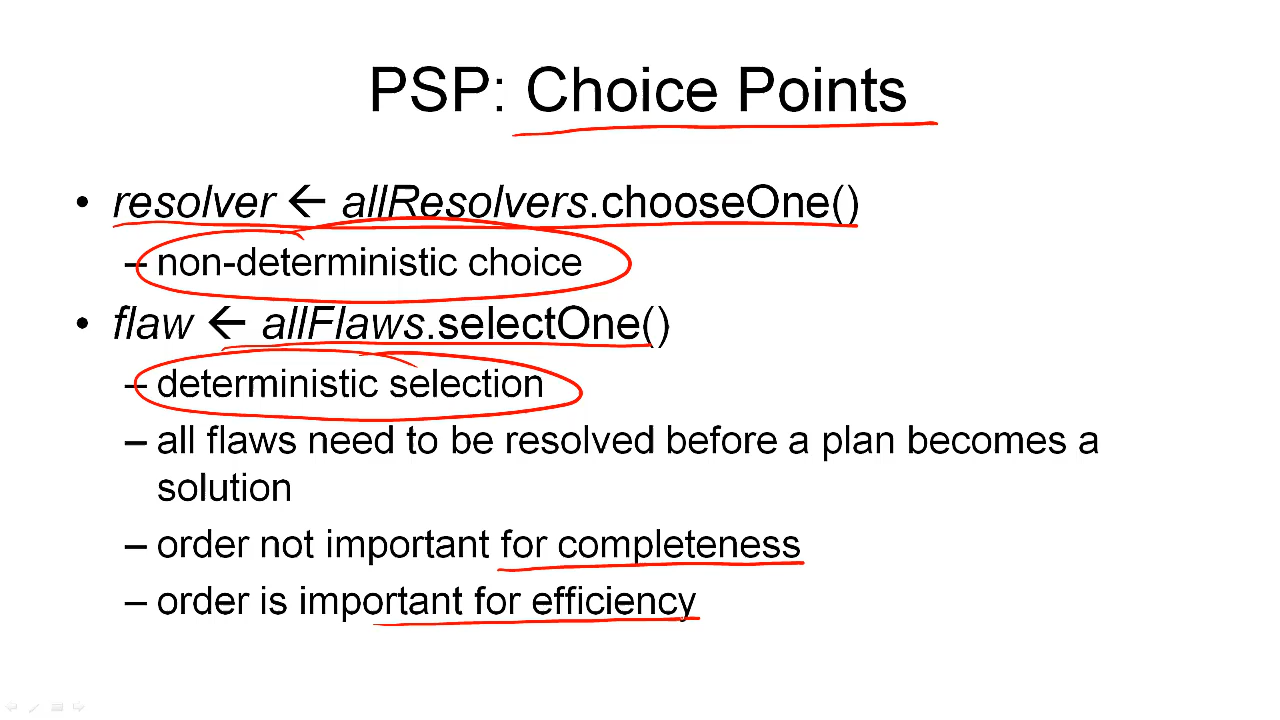 PSP: Choice Points
• resolver ← allResolvers.chooseOne()
– non-deterministic choice
• flaw ← allFlaws.selectOne()
– deterministic selection
– all flaws need to be resolved before a plan becomes a
solution
– order not important for completeness
– order is important for efficiency